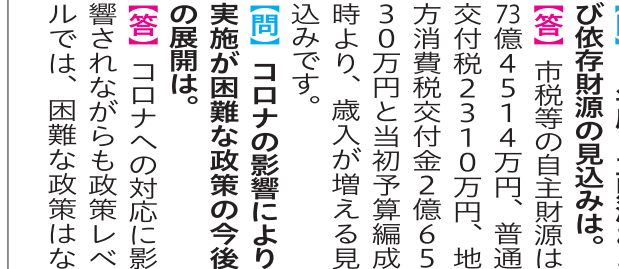 び依存財源の見込みは。
【答】 市税等の自主財源は
73億4514万円、普通
交付税2310万円、地
方消費税交付金2億65
30万円と当初予算編成
時より、歳入が増える見
込みです。
【問】 コロナの影響により
実施が困難な政策の今後
の展開は。
【答】 コロナへの対応に影
響されながらも政策レベ
ルでは、困難な政策はな